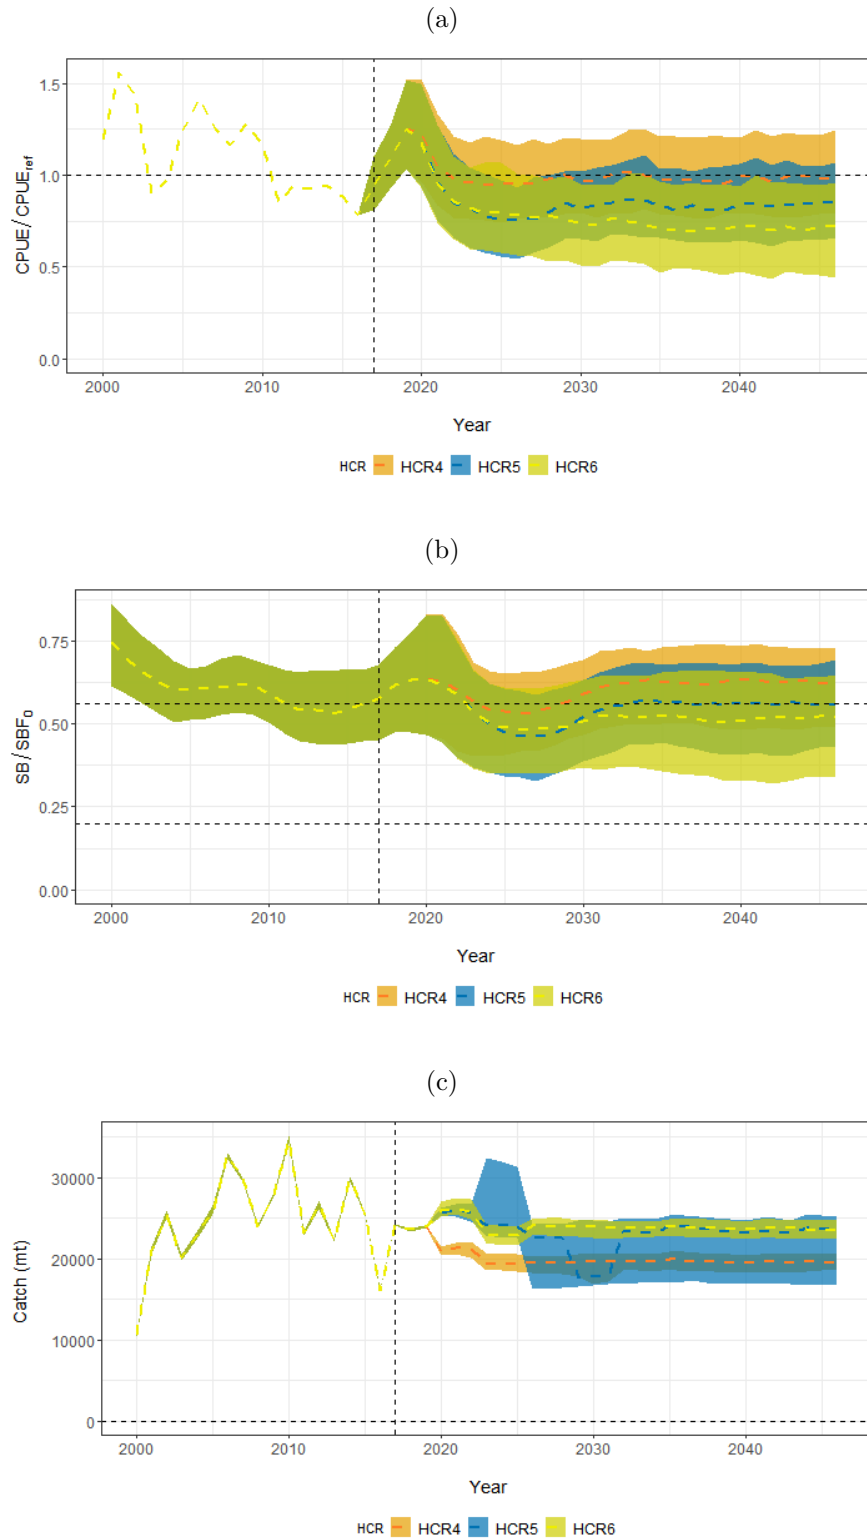 (a)
CPUE/CPUEref
1.5
1.0
0.5
0.0
2000 2010 2020 2030 2040
Year
HCR HCR4 HCR5 HCR6
(b)
SB/SBF0
0.75
0.50
0.25
0.00
2000 2010 2020 2030 2040
Year
HCR HCR4 HCR5 HCR6
(c)
Catch (mt)
30000
20000
10000
0
2000 2010 2020 2030 2040
Year
HCR HCR4 HCR5 HCR6